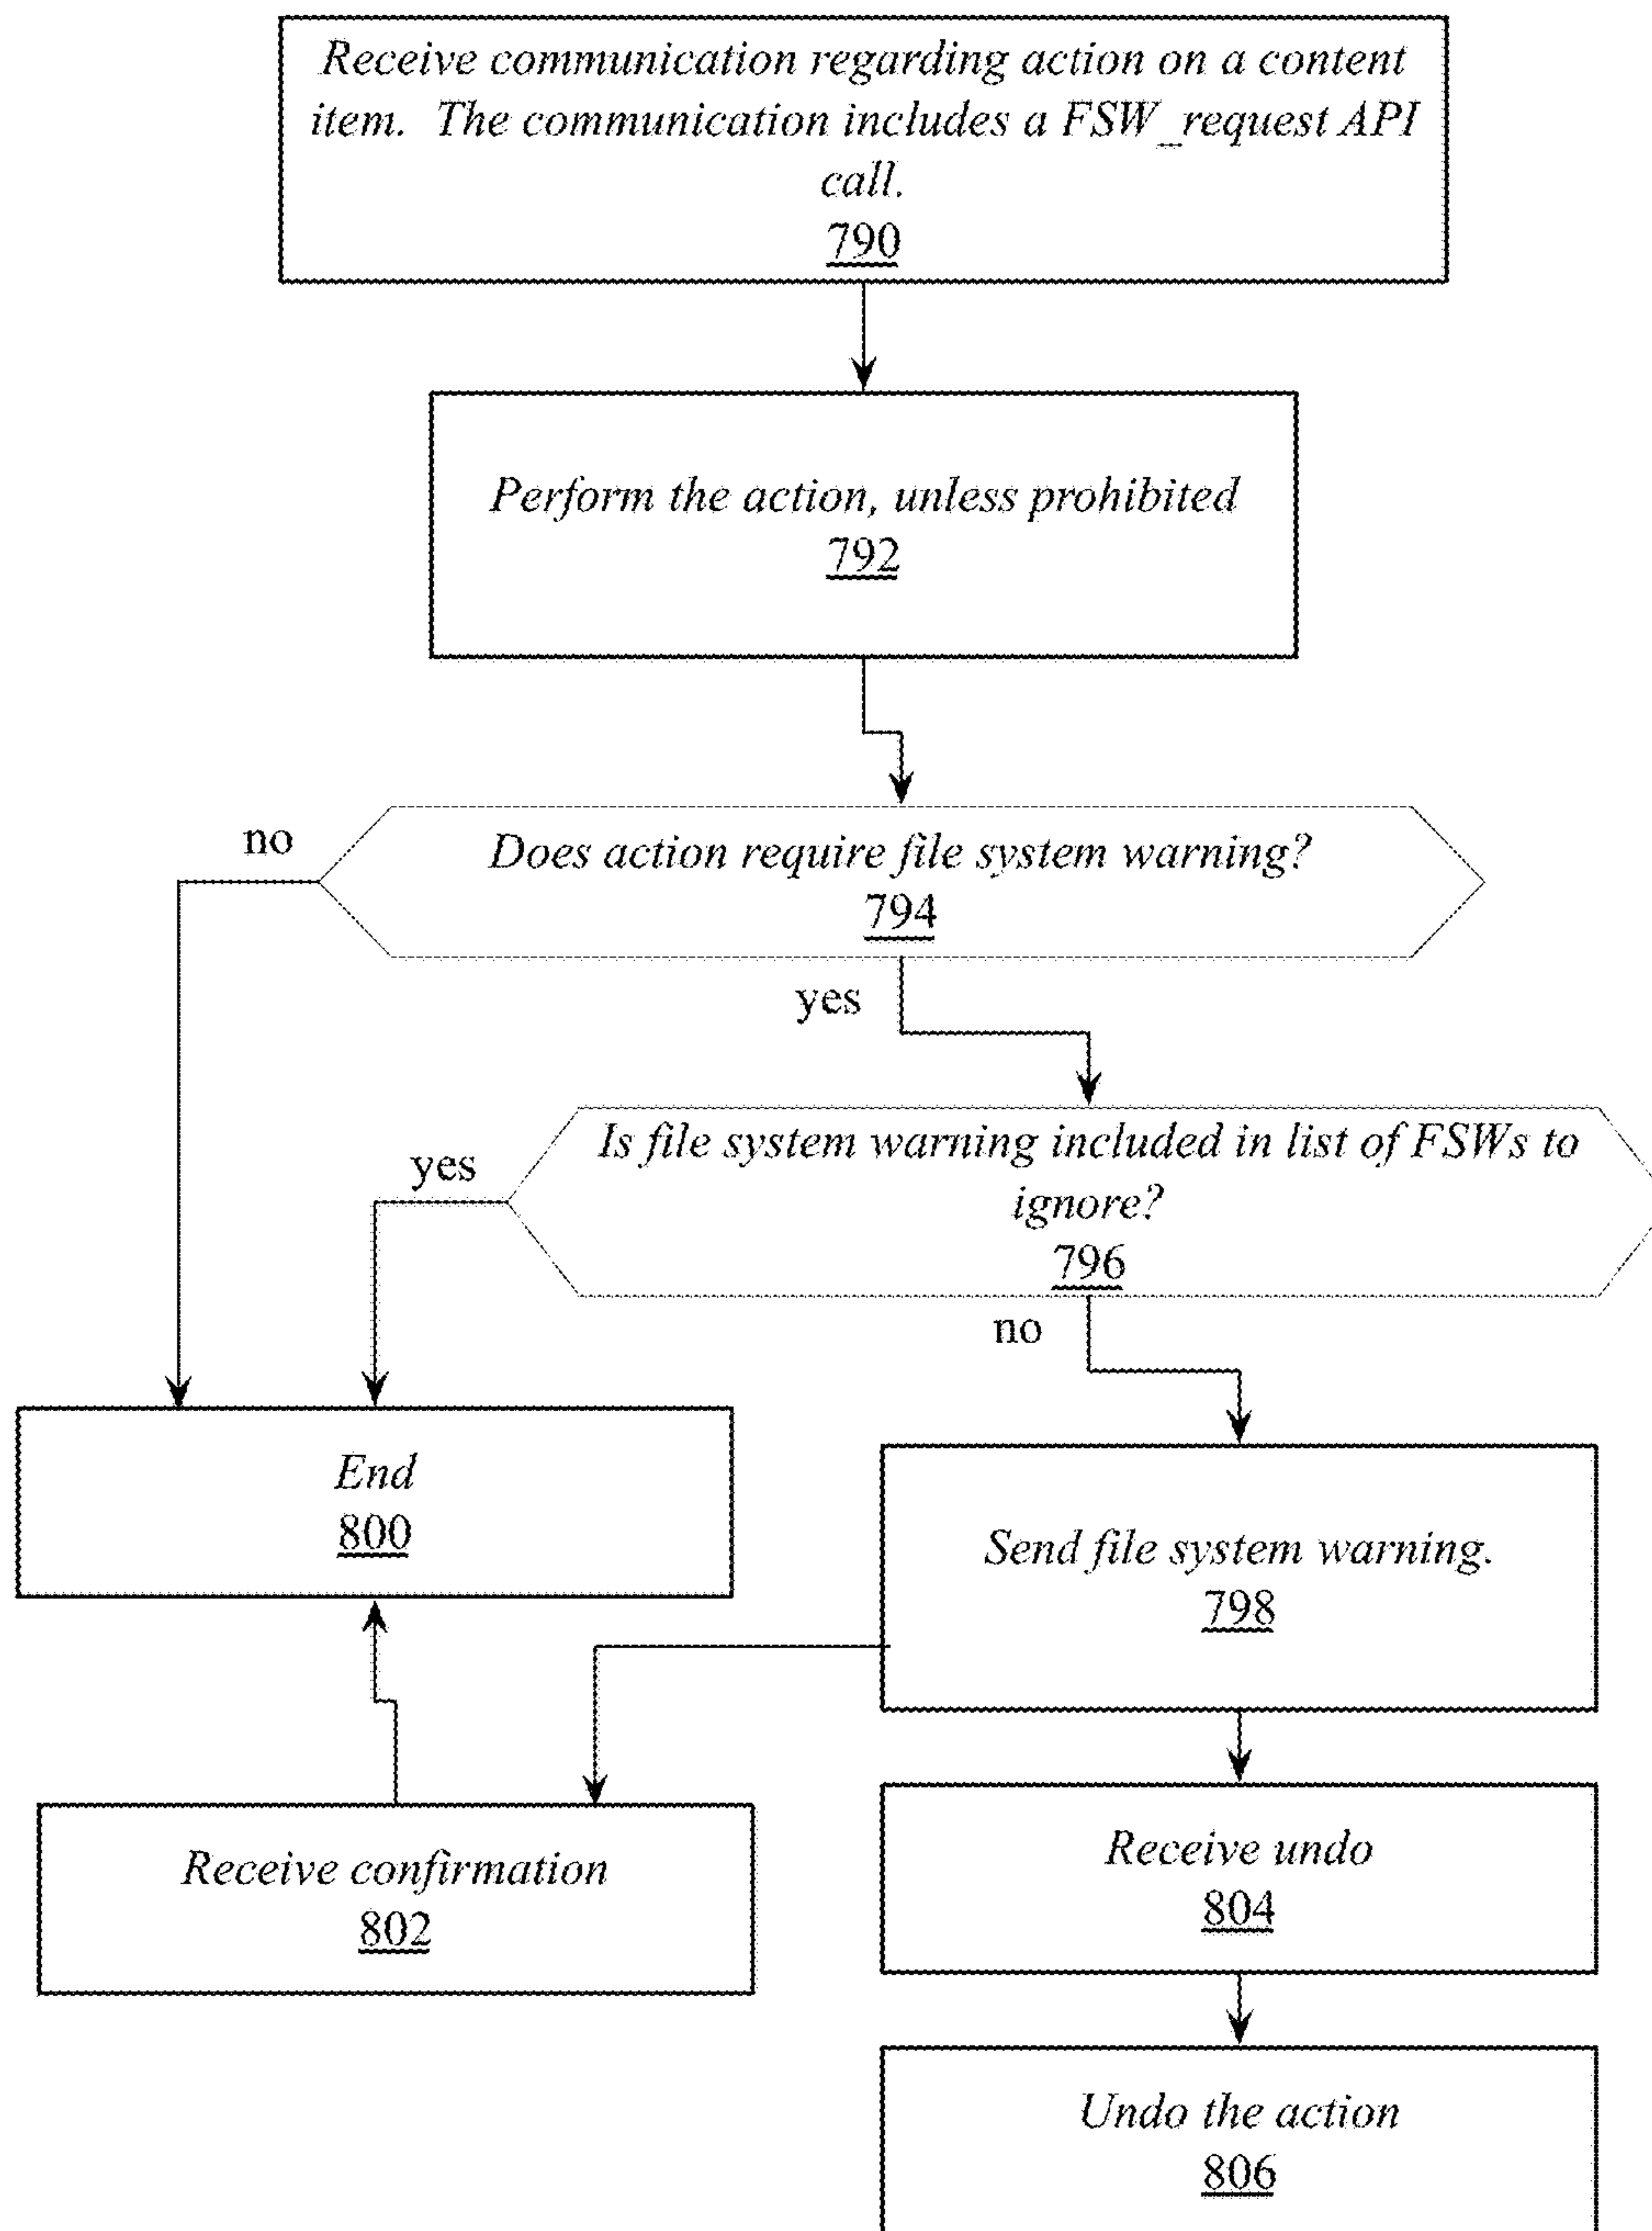 Receive communication regarding action on a content
item. The communication includes a FSW_request API
call.
790
Perform the action, unless prohibited
792
no
Does action require file system warning?
794
yes
Is file system warning included in list of FSWs to
ignore?
796
yes
no
End
800
Send file system warning.
798
Receive confirmation
802
Receive undo
804
Undo the action
806